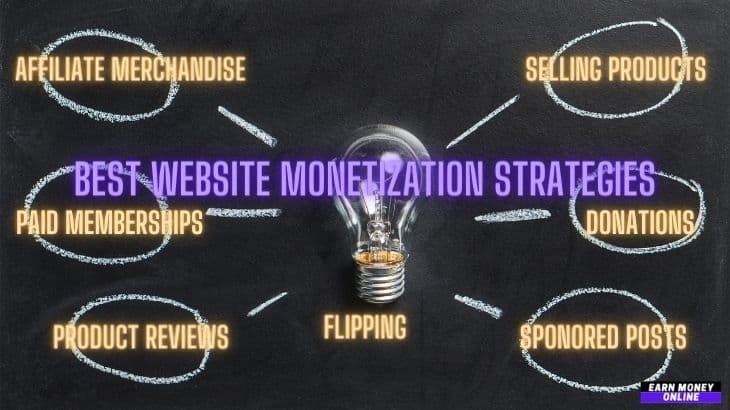 AFFILIATE MERCHANDISE
SELLING PRODUCTS
BEST WEBSITE MONETIZATION STRATEGIES
PAID MEMBERSHIPS
DONATIONS
PRODUCT REVIEWS
FLIPPING
SPONORED POSTS
EARN MONEY
ONLINE